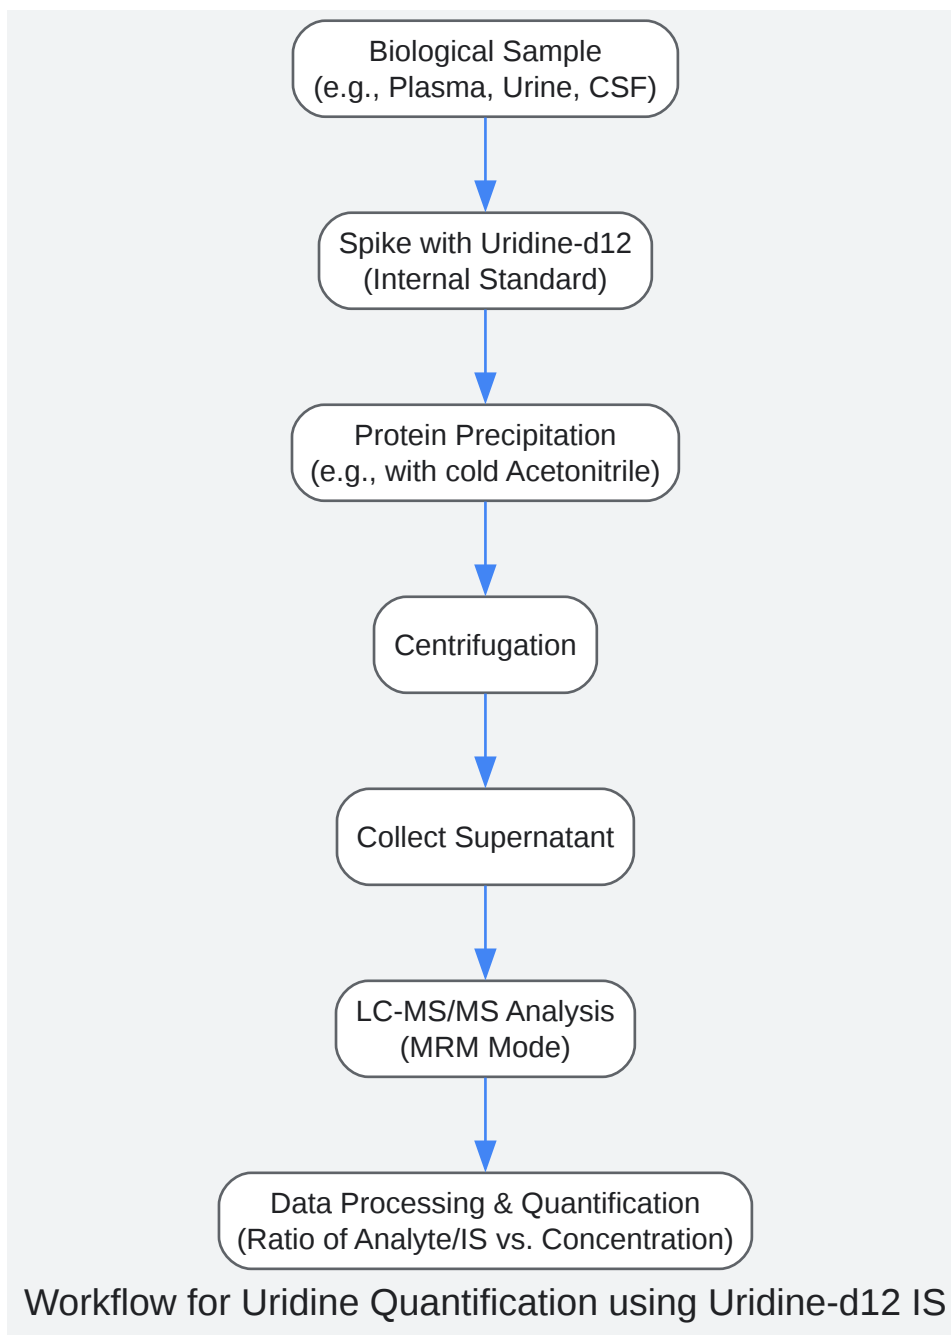 Biological Sample
(e.g., Plasma, Urine, CSF)
Spike with Uridine-d12
(Internal Standard)
Protein Precipitation
(e.g., with cold Acetonitrile)
Centrifugation
Collect Supernatant
LC-MS/MS Analysis
(MRM Mode)
Data Processing & Quantification
(Ratio of Analyte/IS vs. Concentration)
Workflow for Uridine Quantification using Uridine-d12 IS